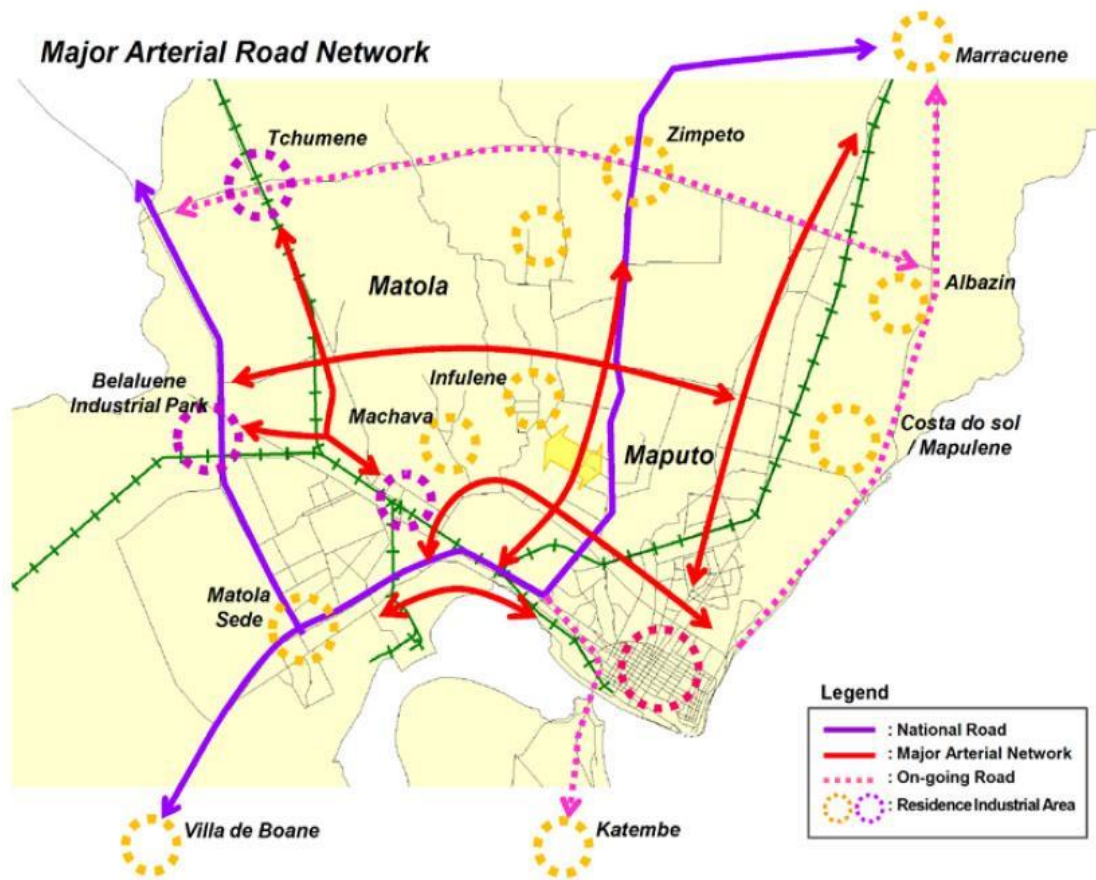 Major Arterial Road Network
Marracuene
Tchumene
Zimpeto
Matola
Albazin
Belaluene
Industrial Park
Infulene
Machava
Costa do sol
/ Mapulene
Maputo
Matola
Sede
Villa de Boane
Katembe
Legend
: National Road
: Major Arterial Network
: On-going Road
: Residence Industrial Area